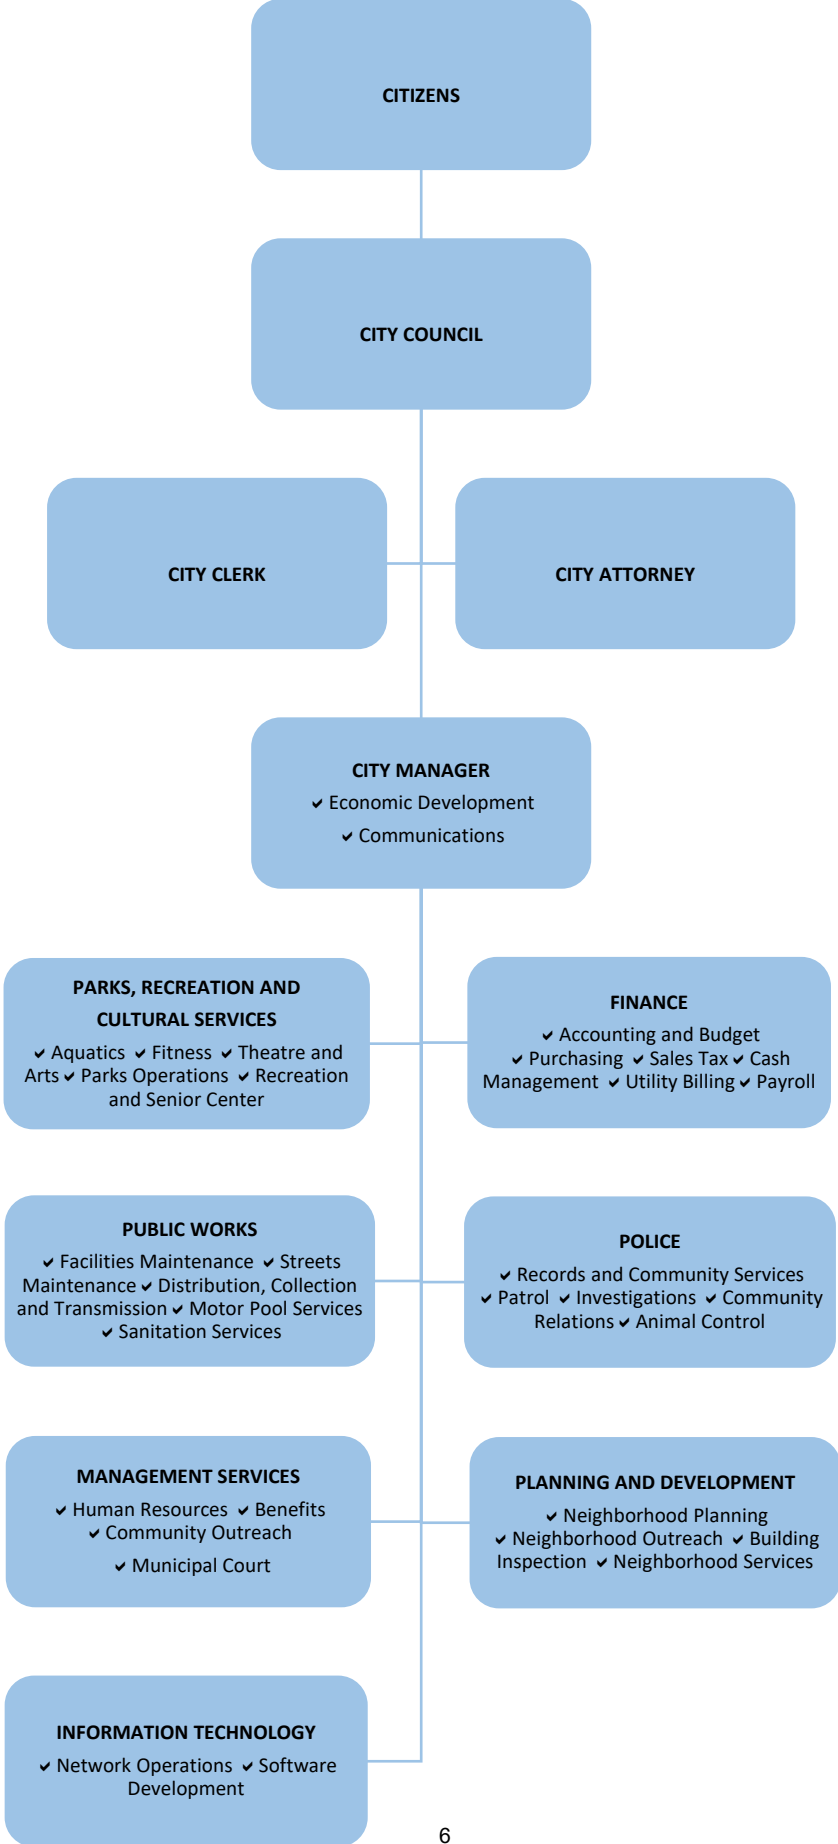 CITIZENS
CITY COUNCIL
CITY CLERK
CITY ATTORNEY
CITY MANAGER
✔ Economic Development
✔ Communications
PARKS, RECREATION AND
CULTURAL SERVICES
✔ Aquatics ✔ Fitness ✔ Theatre and
Arts ✔ Parks Operations ✔ Recreation
and Senior Center
FINANCE
✔ Accounting and Budget
✔ Purchasing ✔ Sales Tax ✔ Cash
Management ✔ Utility Billing ✔ Payroll
PUBLIC WORKS
✔ Facilities Maintenance ✔ Streets
Maintenance ✔ Distribution, Collection
and Transmission ✔ Motor Pool Services
✔ Sanitation Services
POLICE
✔ Records and Community Services
✔ Patrol ✔ Investigations ✔ Community
Relations ✔ Animal Control
MANAGEMENT SERVICES
✔ Human Resources ✔ Benefits
✔ Community Outreach
✔ Municipal Court
PLANNING AND DEVELOPMENT
✔ Neighborhood Planning
✔ Neighborhood Outreach ✔ Building
Inspection ✔ Neighborhood Services
INFORMATION TECHNOLOGY
✔ Network Operations ✔ Software
Development
6